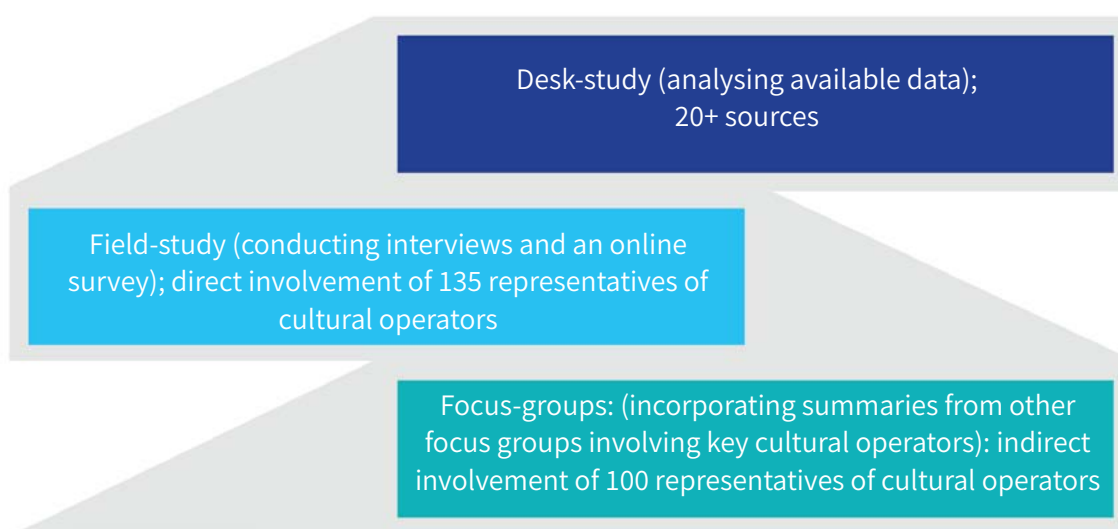 Desk-study (analysing available data);
20+ sources
Field-study (conducting interviews and an online
survey); direct involvement of 135 representatives of
cultural operators
Focus-groups: (incorporating summaries from other
focus groups involving key cultural operators): indirect
involvement of 100 representatives of cultural operators